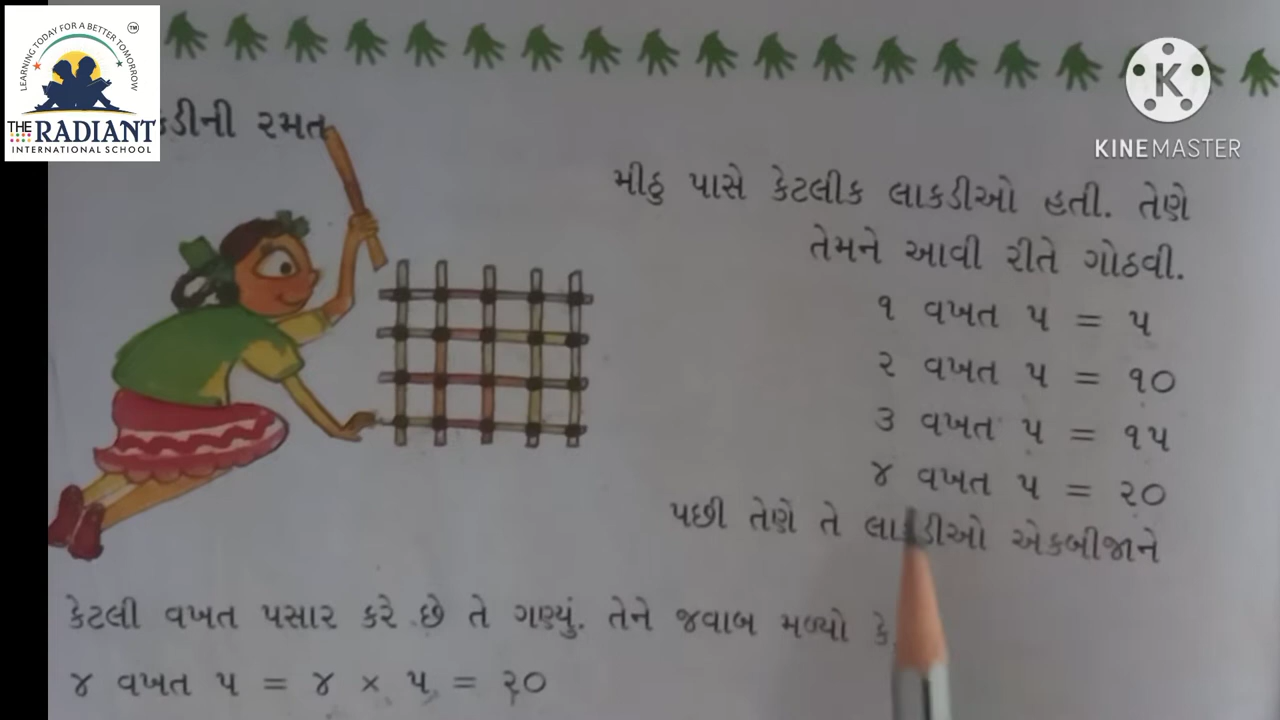 LEARNING TODAY FOR A BETTER TOMORROW
TM
THE RADIANT
INTERNATIONAL SCHOOL
K
KINEMASTER
રમત
મીઠુ પાસે કેટલીક લાકડીઓ હતી. તેણે
તેમને આવી રીતે ગોઠવી.
૧ વખત ૫ = ૫
૨ વખત ૫ = ૧૦
૩ વખત ૫ = ૧૫
૪ વખત ૫ = ૨૦
પછી તેણે તે લાકડીઓ એકબીજાને
કેટલી વખત પસાર કરે છે તે ગણ્યું. તેને જવાબ મળ્યો કે
૪ વખત ૫ = ૪ × ૫ = ૨૦